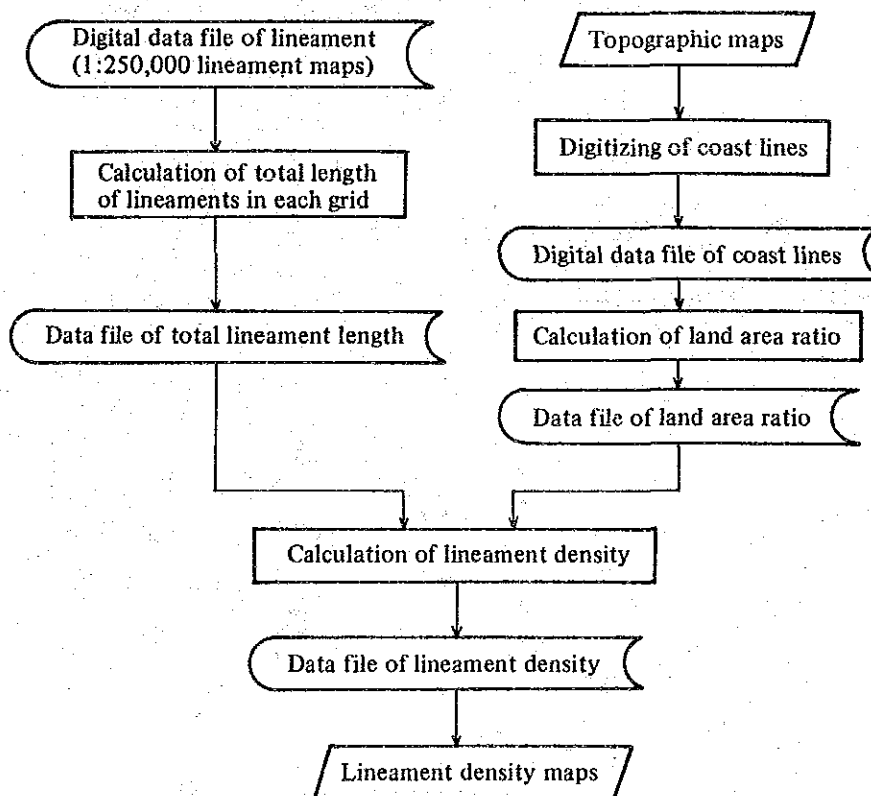 Digital data file of lineament
(1:250,000 lineament maps)
Calculation of total length
of lineaments in each grid
Data file of total lineament length
Topographic maps
Digitizing of coast lines
Digital data file of coast lines
Calculation of land area ratio
Data file of land area ratio
Calculation of lineament density
Data file of lineament density
Lineament density maps